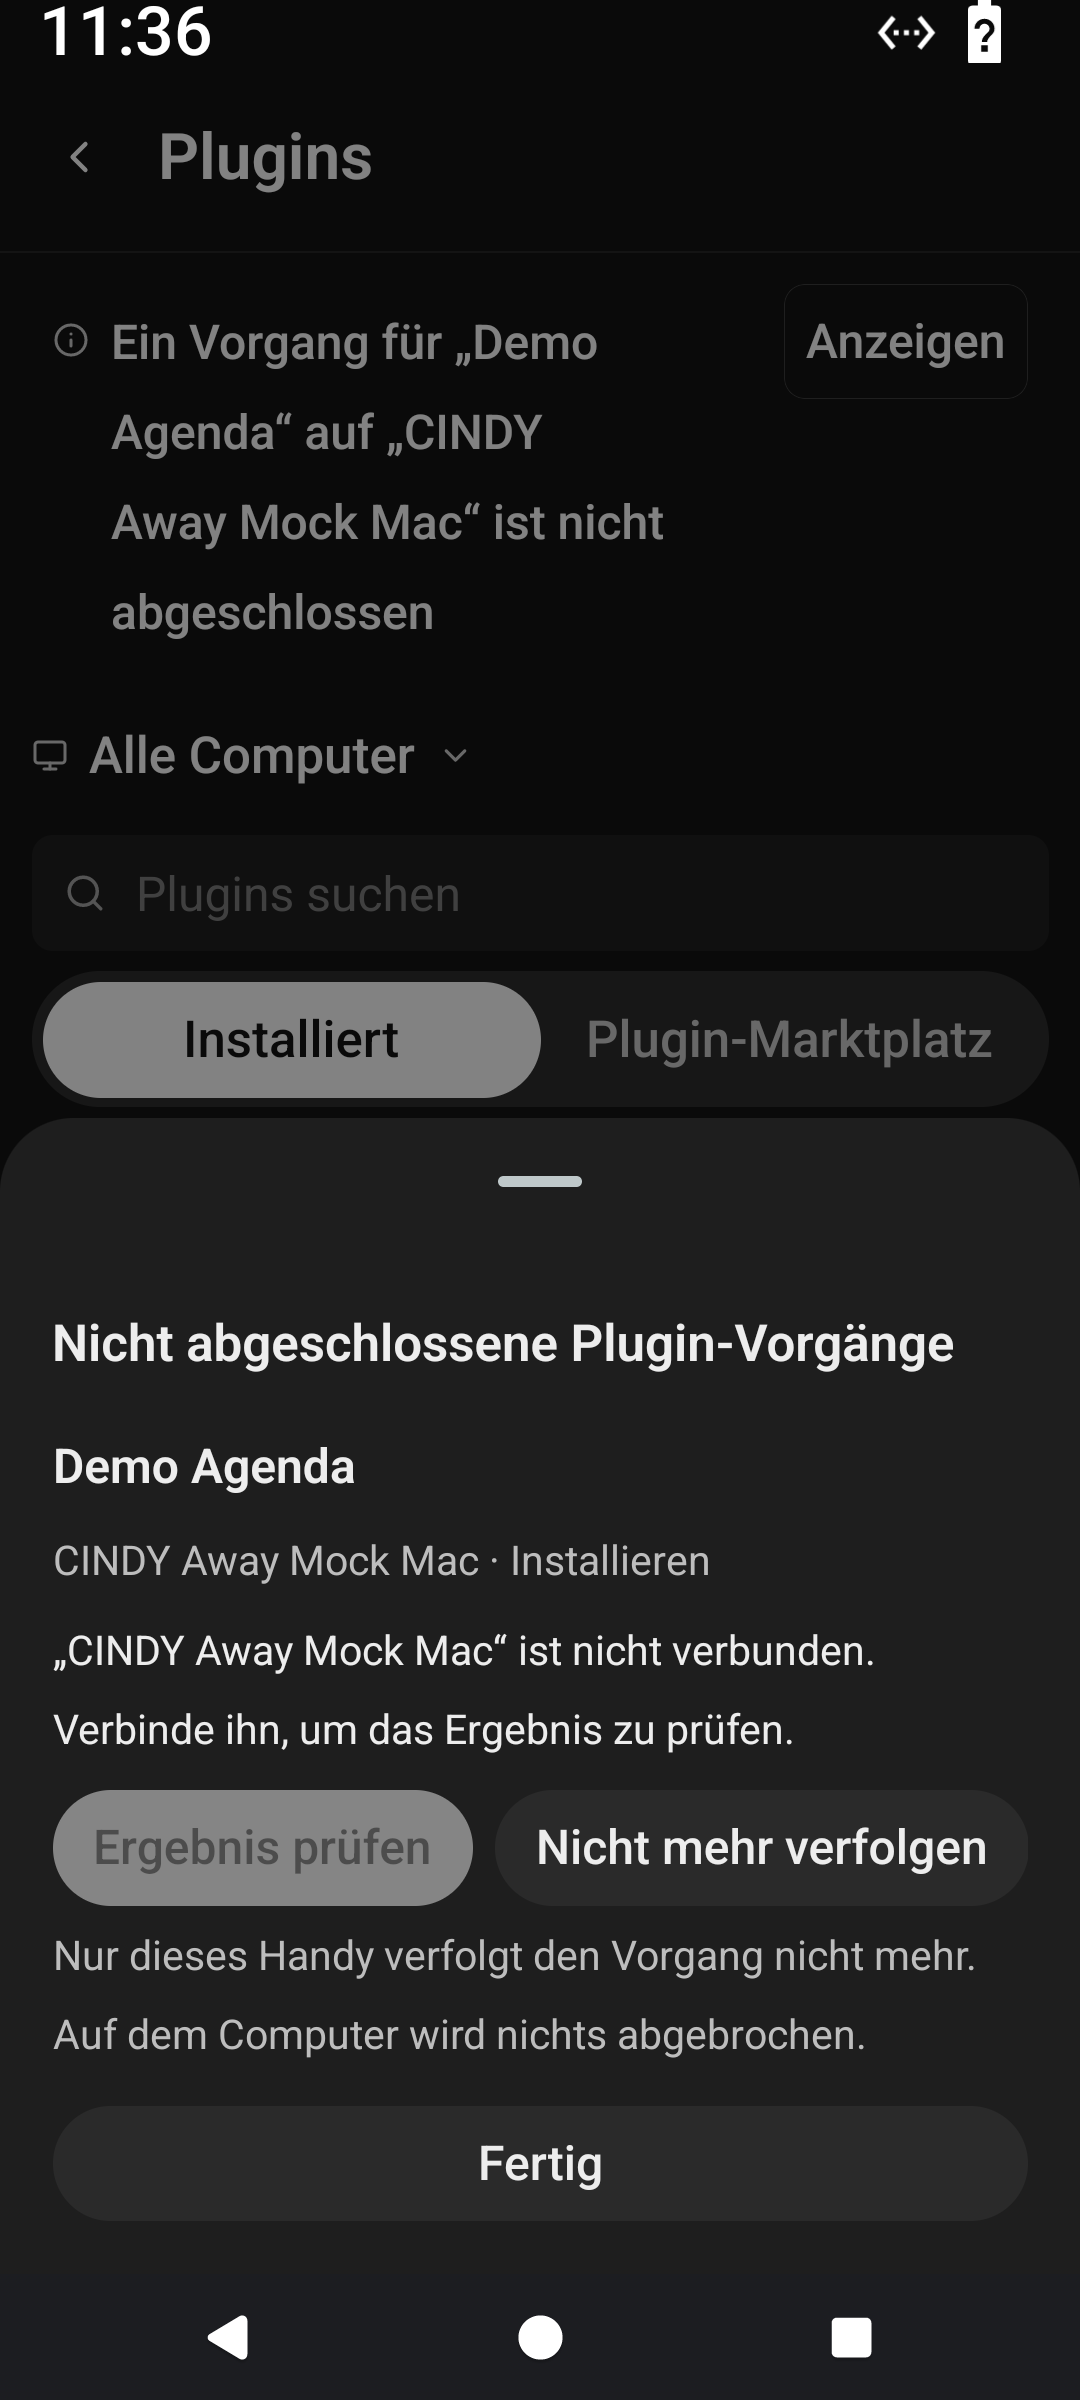 11:36
Plugins
Ein Vorgang für „Demo
Agenda“ auf „CINDY
Away Mock Mac“ ist nicht
abgeschlossen
Anzeigen
Alle Computer
Plugins suchen
Installiert
Plugin-Marktplatz
Nicht abgeschlossene Plugin-Vorgänge
Demo Agenda
CINDY Away Mock Mac · Installieren
„CINDY Away Mock Mac“ ist nicht verbunden.
Verbinde ihn, um das Ergebnis zu prüfen.
Ergebnis prüfen
Nicht mehr verfolgen
Nur dieses Handy verfolgt den Vorgang nicht mehr.
Auf dem Computer wird nichts abgebrochen.
Fertig